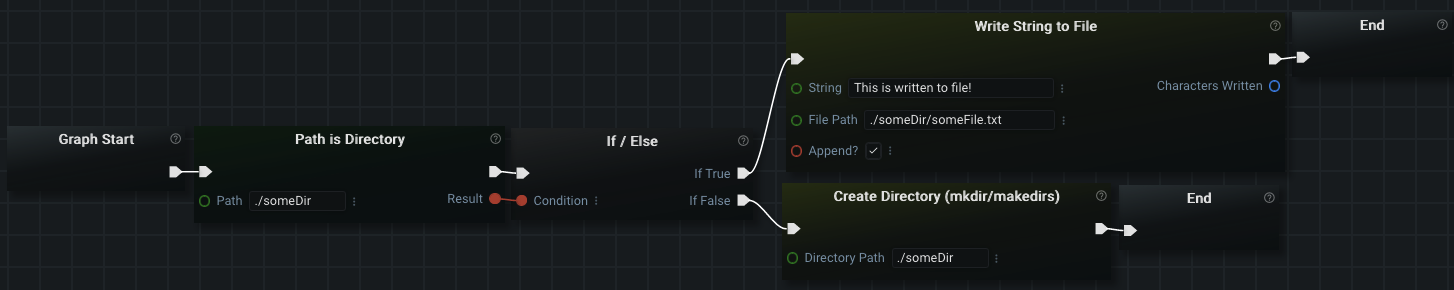 Graph Start
Path is Directory
Path ./someDir
Result
If / Else
If True
Condition
If False
Write String to File
String This is written to file!
Characters Written
File Path ./someDir/someFile.txt
Append?
End
Create Directory (mkdir/makedirs)
Directory Path ./someDir
End